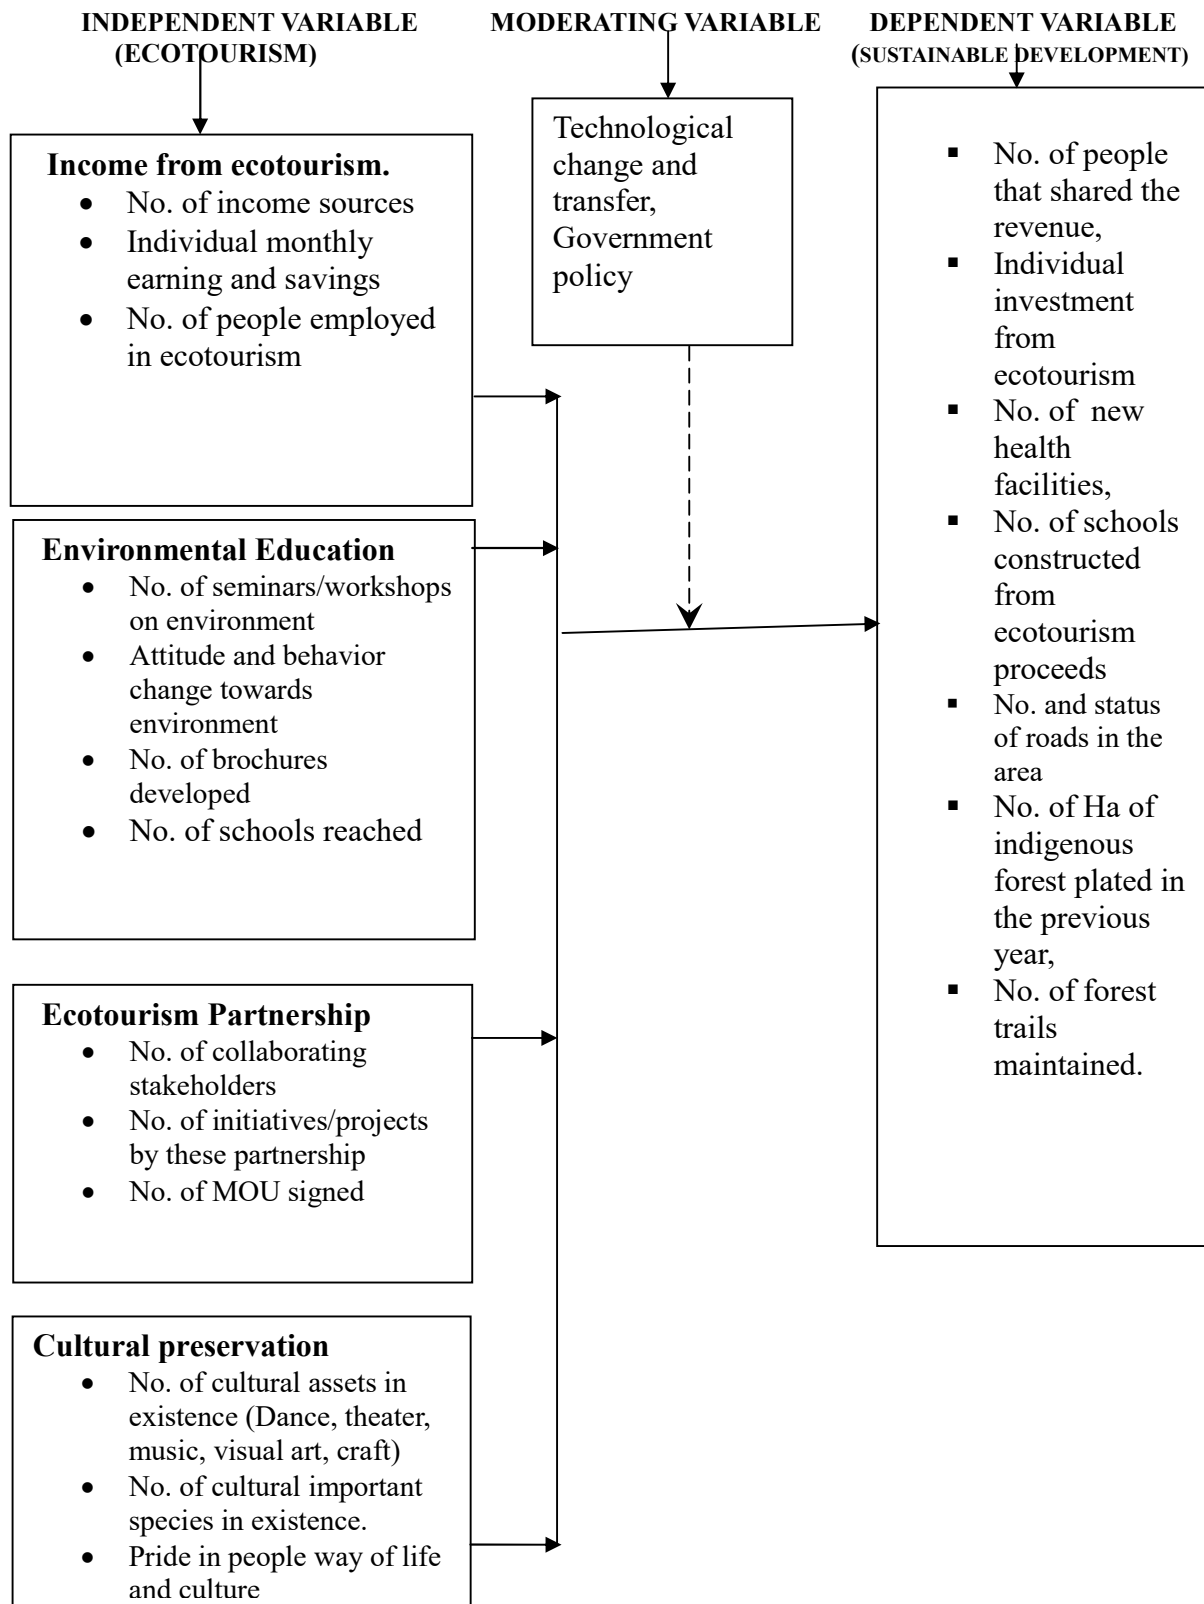 INDEPENDENT VARIABLE
(ECOTOURISM)
MODERATING VARIABLE
DEPENDENT VARIABLE
(SUSTAINABLE DEVELOPMENT)
Income from ecotourism.
• No. of income sources
• Individual monthly
earning and savings
• No. of people employed
in ecotourism
Environmental Education
• No. of seminars/workshops
on environment
• Attitude and behavior
change towards
environment
• No. of brochures
developed
• No. of schools reached
Ecotourism Partnership
• No. of collaborating
stakeholders
• No. of initiatives/projects
by these partnership
• No. of MOU signed
Cultural preservation
• No. of cultural assets in
existence (Dance, theater,
music, visual art, craft)
• No. of cultural important
species in existence.
• Pride in people way of life
and culture
Technological
change and
transfer,
Government
policy
▪ No. of people
that shared the
revenue,
▪ Individual
investment
from
ecotourism
▪ No. of new
health
facilities,
▪ No. of schools
constructed
from
ecotourism
proceeds
▪ No. and status
of roads in the
area
▪ No. of Ha of
indigenous
forest plated in
the previous
year,
▪ No. of forest
trails
maintained.